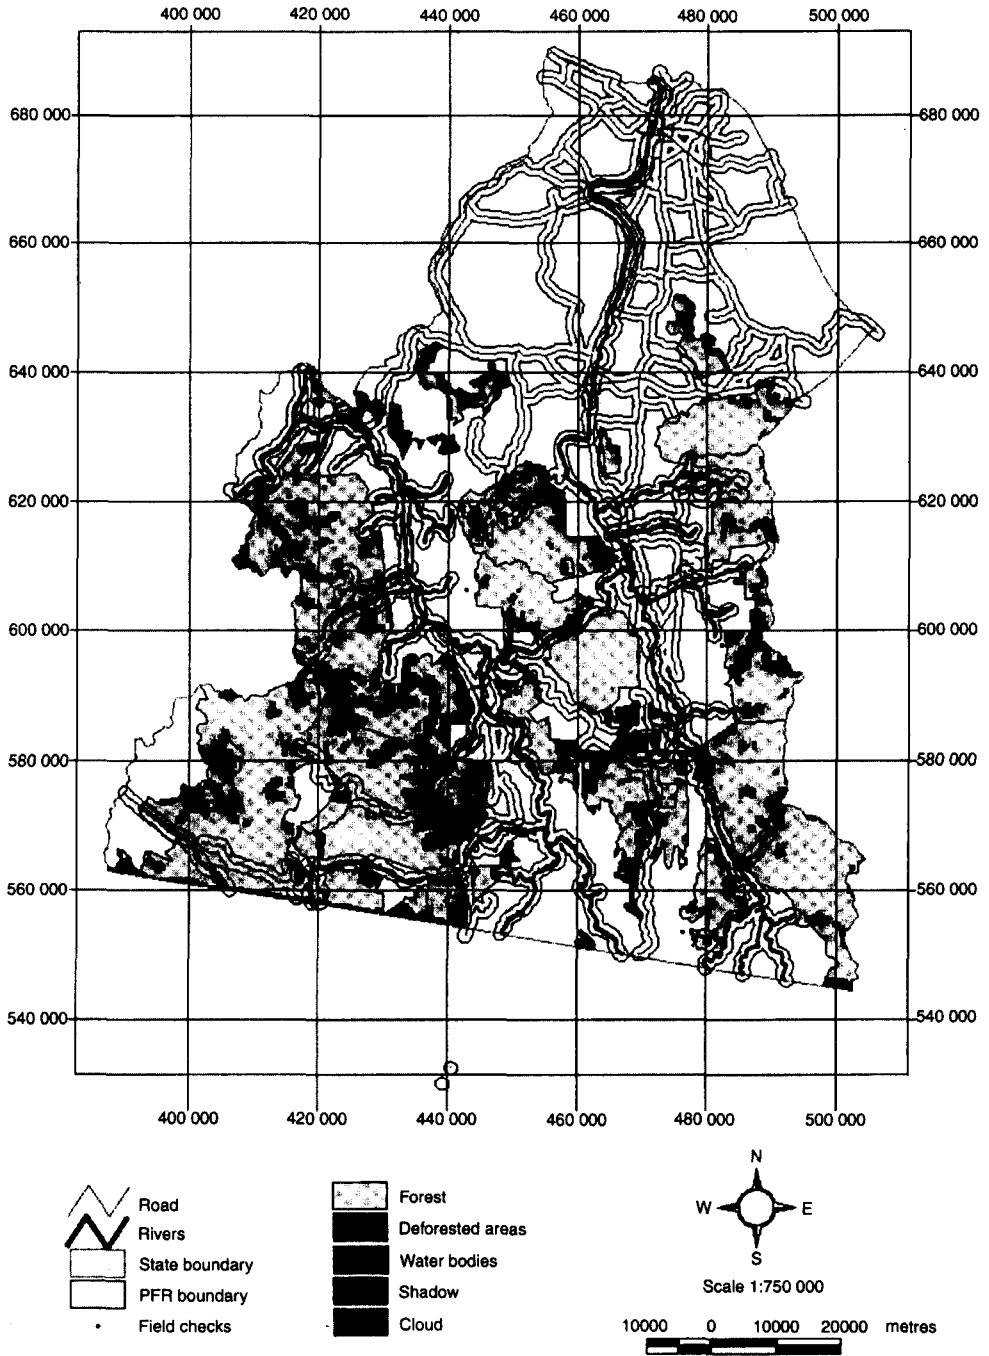 400 000 420 000 440 000 460 000 480 000 500 000
680 000 680 000
660 000 660 000
640 000 640 000
620 000 620 000
600 000 600 000
580 000 580 000
560 000 560 000
540 000 540 000
400 000 420 000 440 000 460 000 480 000 500 000
Road
Rivers
State boundary
PFR boundary
Field checks
Forest
Deforested areas
Water bodies
Shadow
Cloud
N
W E
S
Scale 1:750 000
10000 0 10000 20000 metres